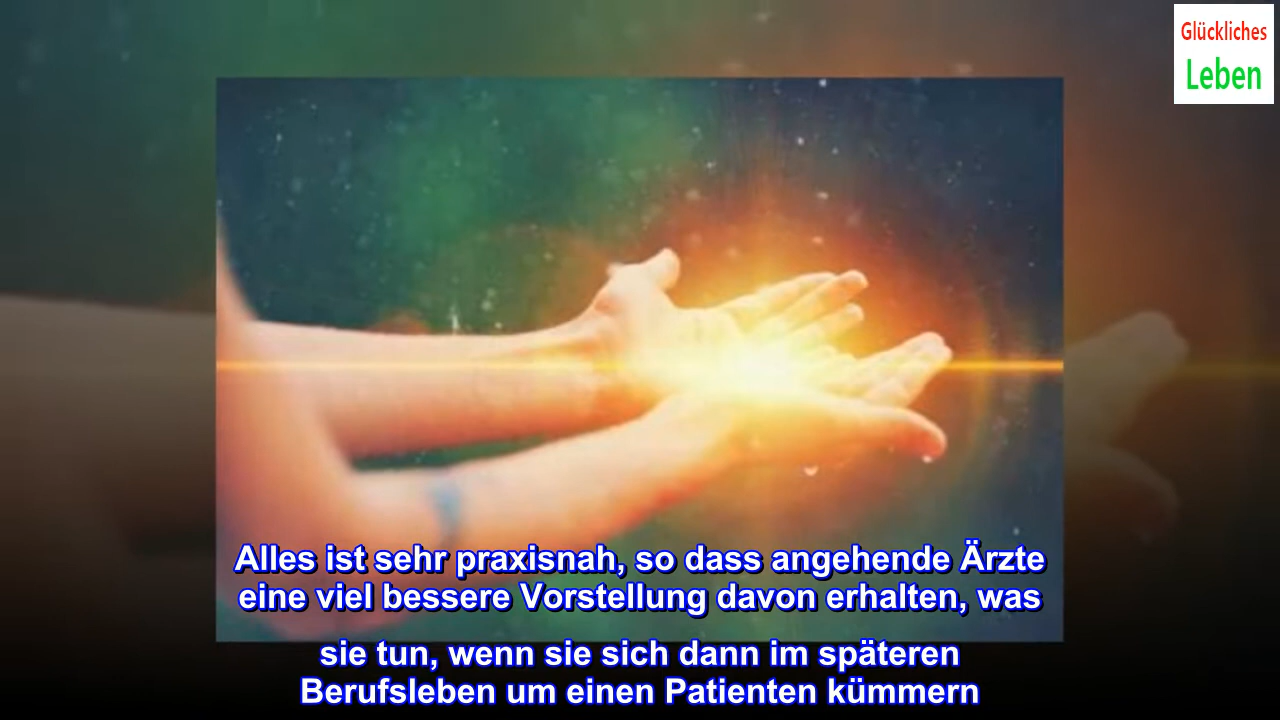 Glückliches
Leben
Alles ist sehr praxisnah, so dass angehende Ärzte
eine viel bessere Vorstellung davon erhalten, was
sie tun, wenn sie sich dann im späteren
Berufsleben um einen Patienten kümmern